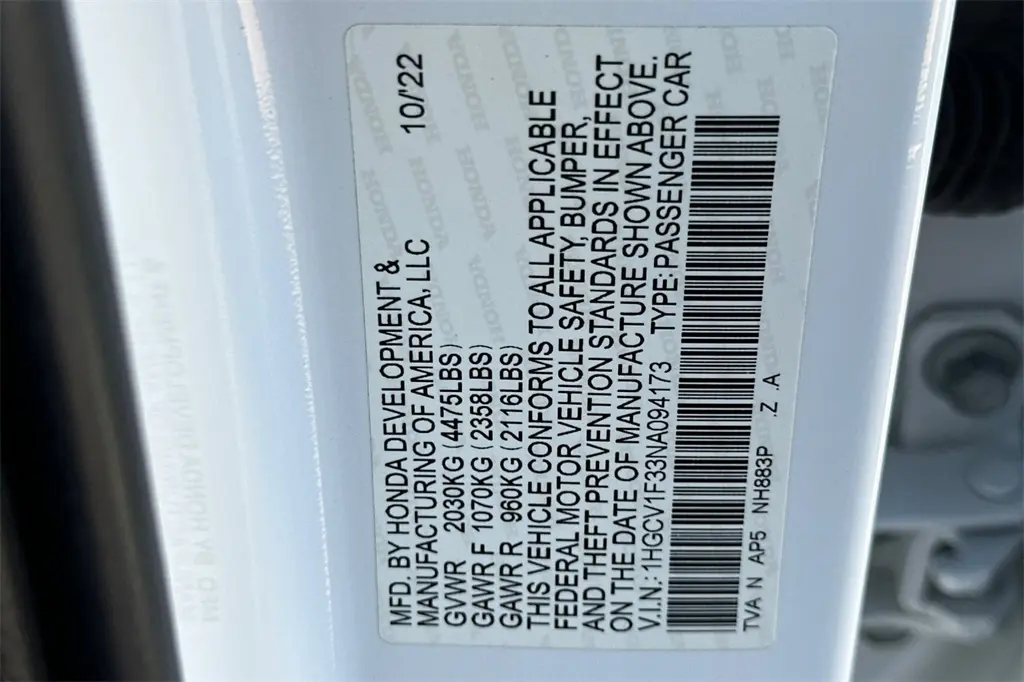 MFD. BY HONDA DEVELOPMENT & 10/'22
MANUFACTURING OF AMERICA, LLC
GVWR 2030KG (4475LBS)
GAWR F 1070KG (2358LBS)
GAWR R 960KG (2116LBS)
THIS VEHICLE CONFORMS TO ALL APPLICABLE
FEDERAL MOTOR VEHICLE SAFETY, BUMPER,
AND THEFT PREVENTION STANDARDS IN EFFECT
ON THE DATE OF MANUFACTURE SHOWN ABOVE.
V.I.N.: 1HGCV1F33NA094173 TYPE: PASSENGER CAR
TVA N AP5 NH883P .Z .A